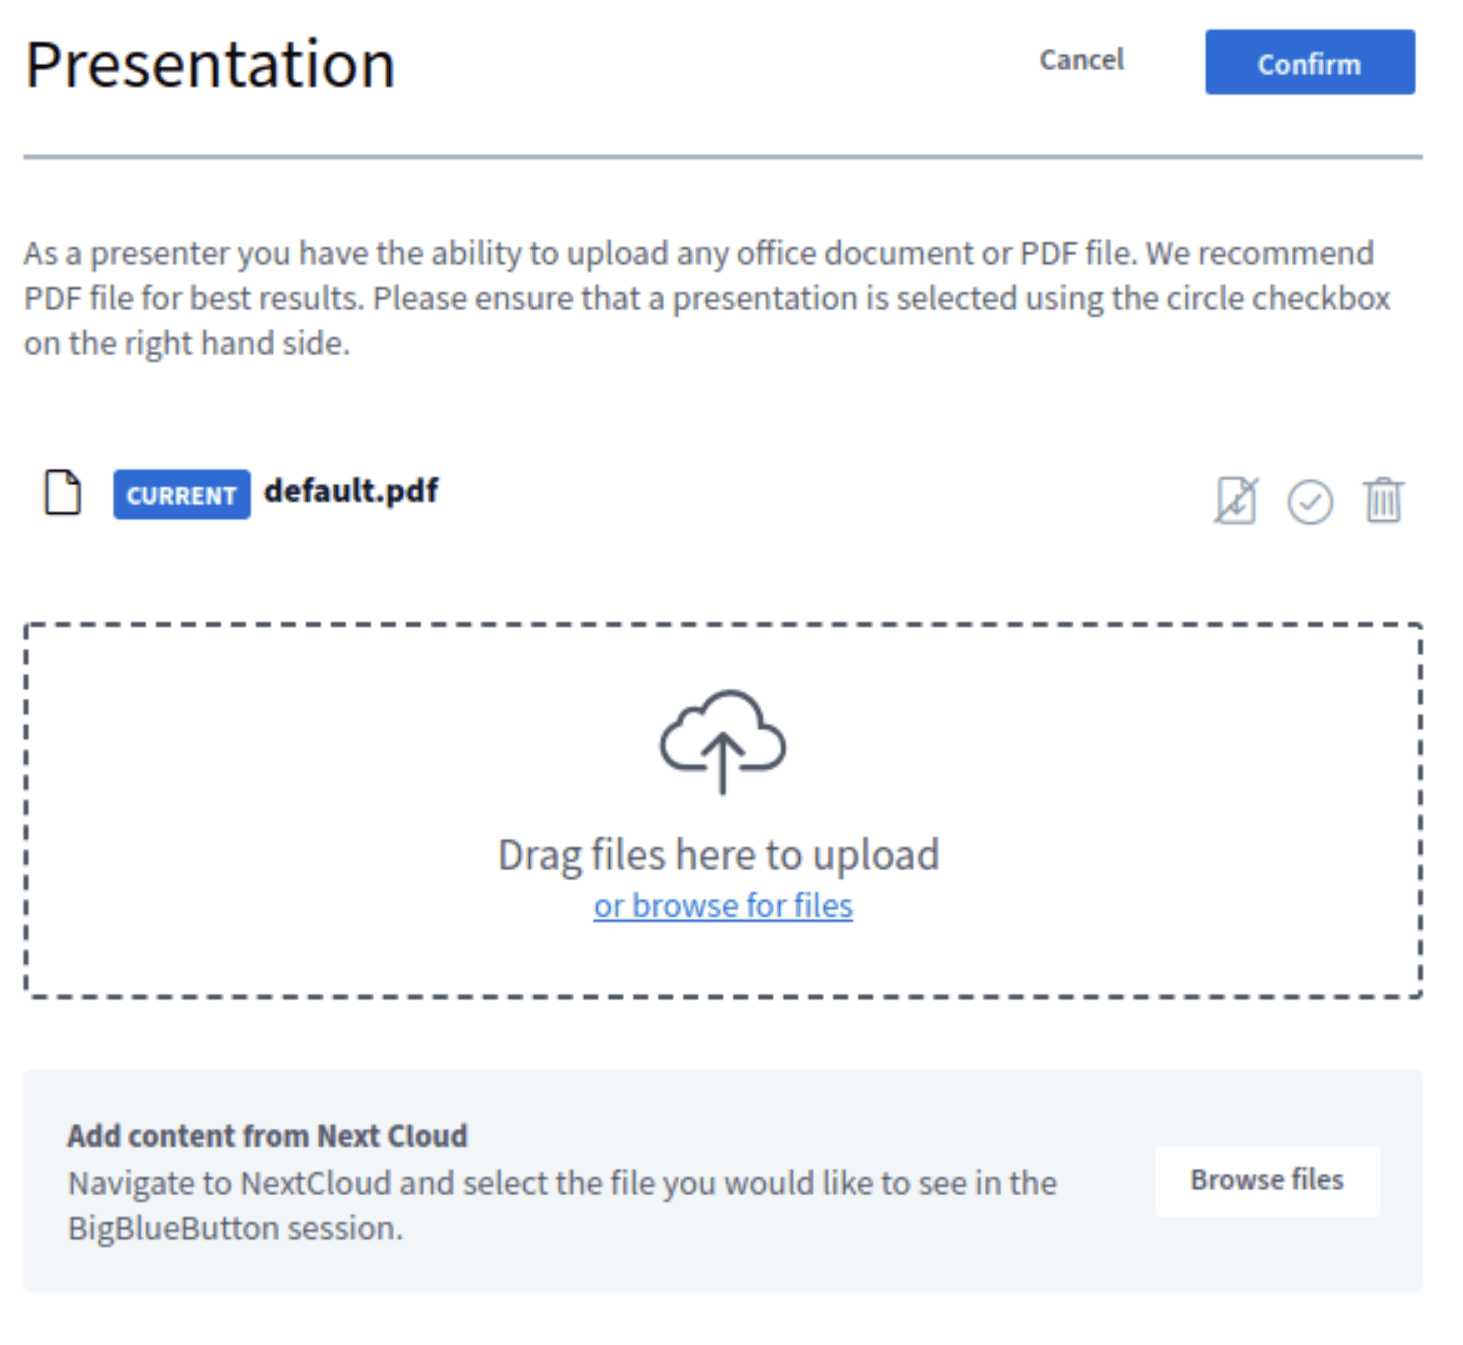 Presentation
Cancel
Confirm
As a presenter you have the ability to upload any office document or PDF file. We recommend
PDF file for best results. Please ensure that a presentation is selected using the circle checkbox
on the right hand side.
CURRENT default.pdf
Drag files here to upload
or browse for files
Add content from Next Cloud
Navigate to NextCloud and select the file you would like to see in the
BigBlueButton session.
Browse files